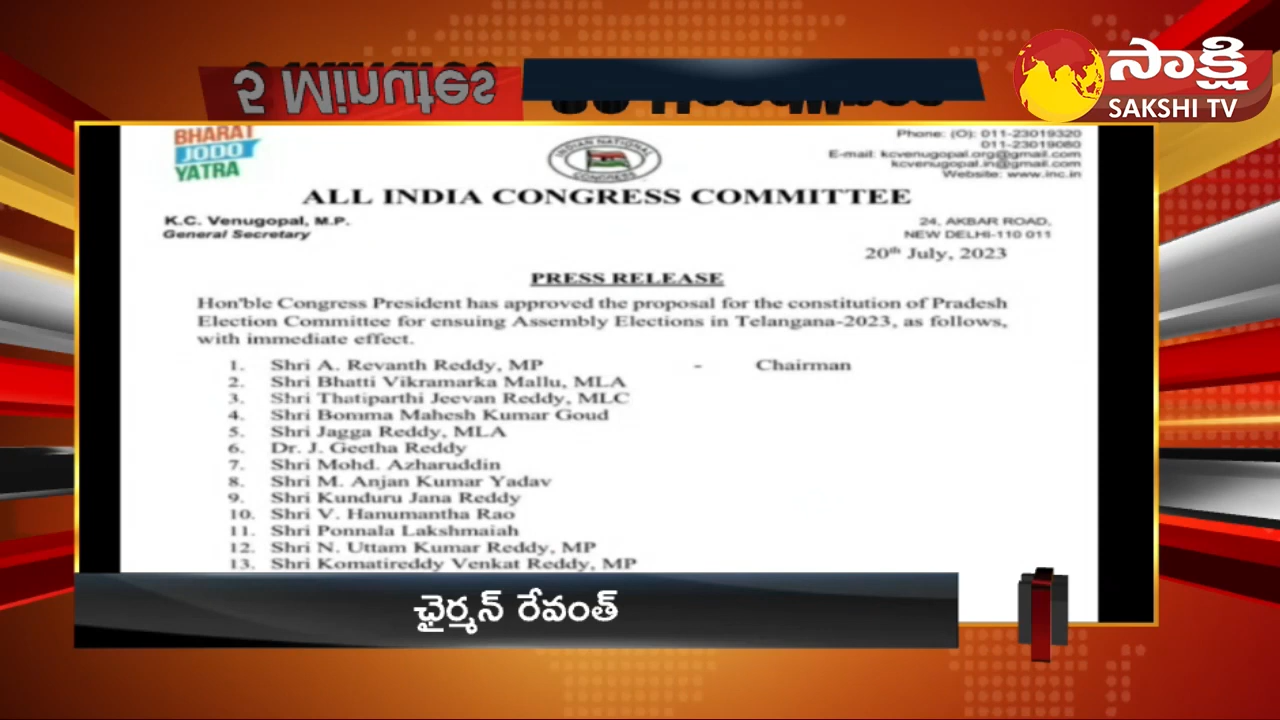 5 Minutes
సాక్షి
SAKSHI TV
BHARAT
JODO
YATRA
INDIAN NATIONAL
CONGRESS
Phone: (O): 011-23019320
011-23019080
E-mail: kcvenugopal.org@gmail.com
kcvenugopal.in@gmail.com
Website: www.inc.in
ALL INDIA CONGRESS COMMITTEE
K.C. Venugopal, M.P.
General Secretary
24, AKBAR ROAD,
NEW DELHI-110 011
20th July, 2023
PRESS RELEASE
Hon'ble Congress President has approved the proposal for the constitution of Pradesh
Election Committee for ensuing Assembly Elections in Telangana-2023, as follows,
with immediate effect.
1. Shri A. Revanth Reddy, MP - Chairman
2. Shri Bhatti Vikramarka Mallu, MLA
3. Shri Thatiparthi Jeevan Reddy, MLC
4. Shri Bomma Mahesh Kumar Goud
5. Shri Jagga Reddy, MLA
6. Dr. J. Geetha Reddy
7. Shri Mohd. Azharuddin
8. Shri M. Anjan Kumar Yadav
9. Shri Kunduru Jana Reddy
10. Shri V. Hanumantha Rao
11. Shri Ponnala Lakshmaiah
12. Shri N. Uttam Kumar Reddy, MP
13. Shri Komatireddy Venkat Reddy, MP
ఛైర్మన్ రేవంత్